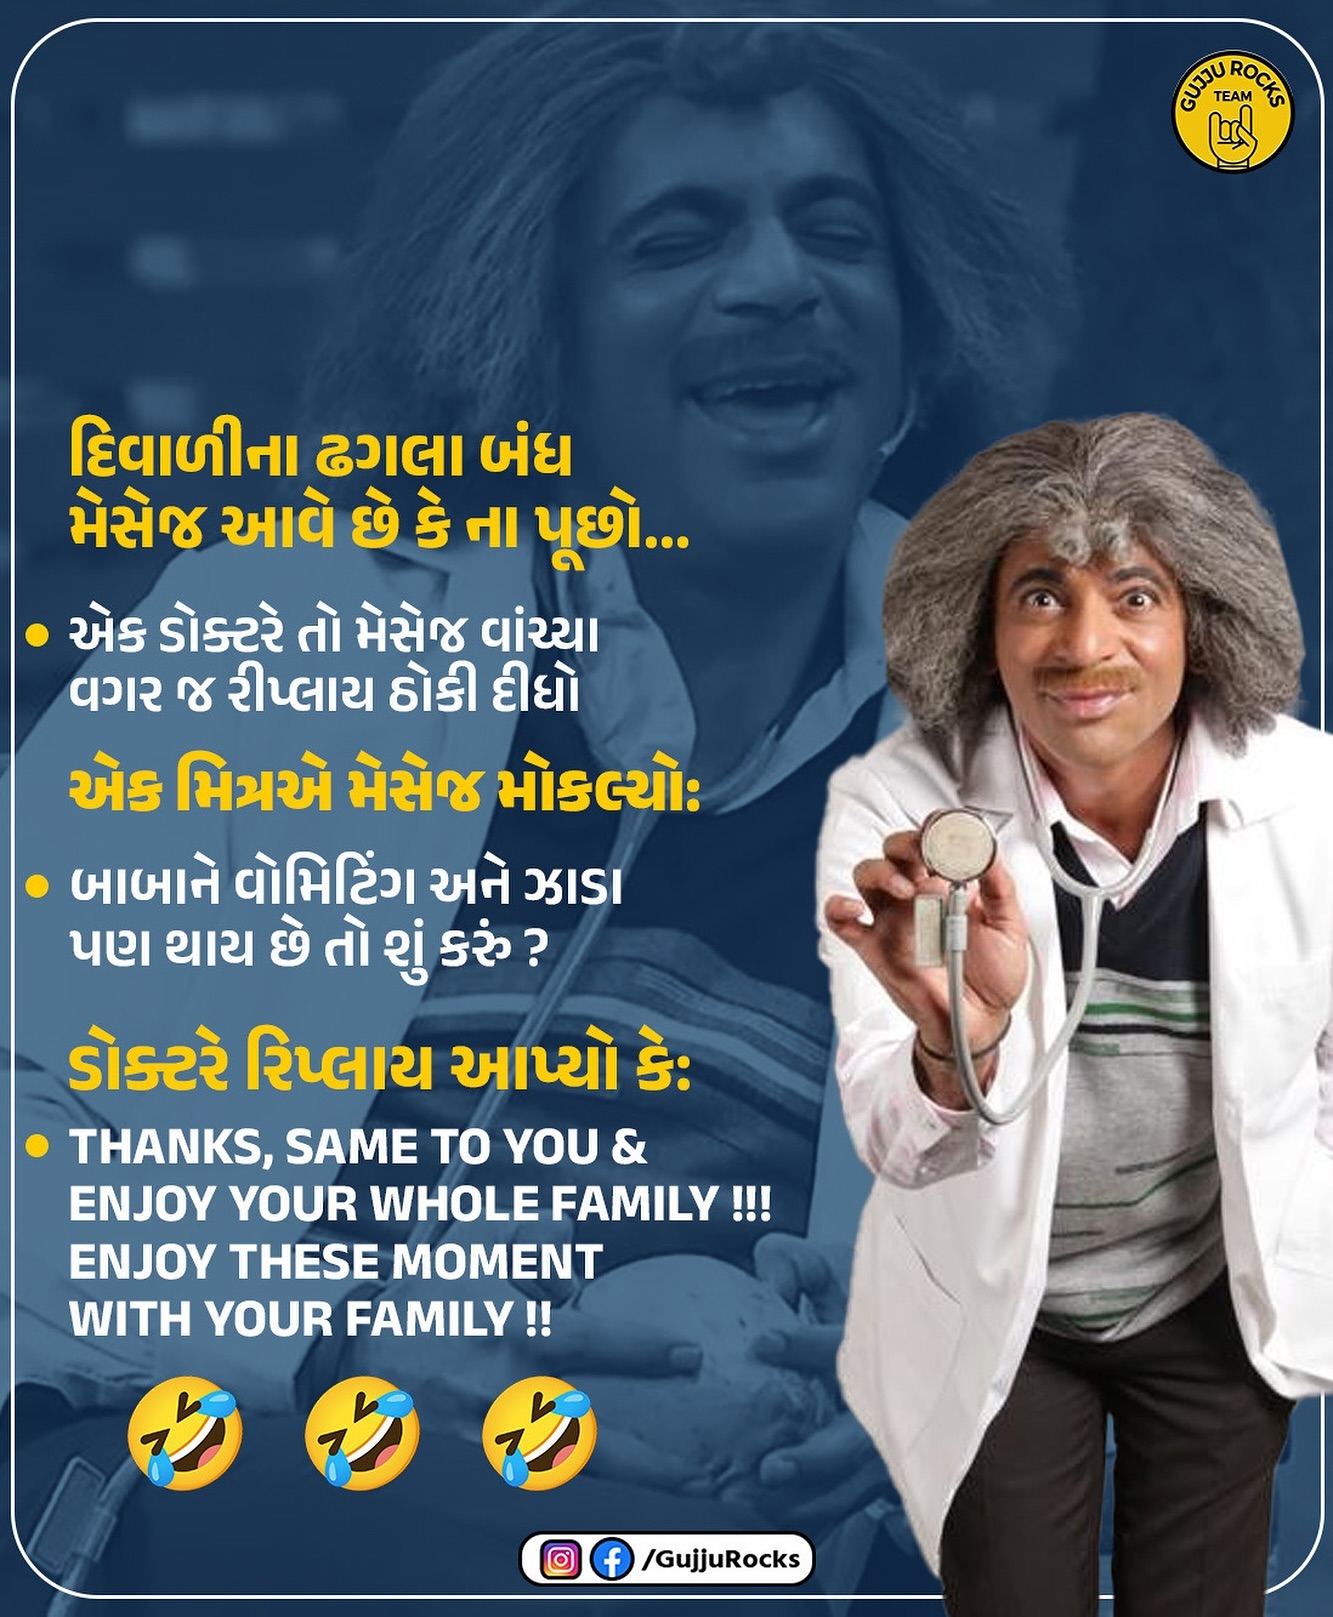 GUJJU ROCKS
TEAM
દિવાળીના ઢગલા બંધ
મેસેજ આવે છે કે ના પૂછો...
એક ડોક્ટરે તો મેસેજ વાંચ્યા
વગર જ રીપ્લાય ઠોકી દીધો
એક મિત્રએ મેસેજ મોકલ્યો:
બાબાને વોમિટિંગ અને ઝાડા
પણ થાય છે તો શું કરું ?
ડોક્ટરે રિપ્લાય આપ્યો કે:
THANKS, SAME TO YOU &
ENJOY YOUR WHOLE FAMILY !!!
ENJOY THESE MOMENT
WITH YOUR FAMILY !!
/GujjuRocks